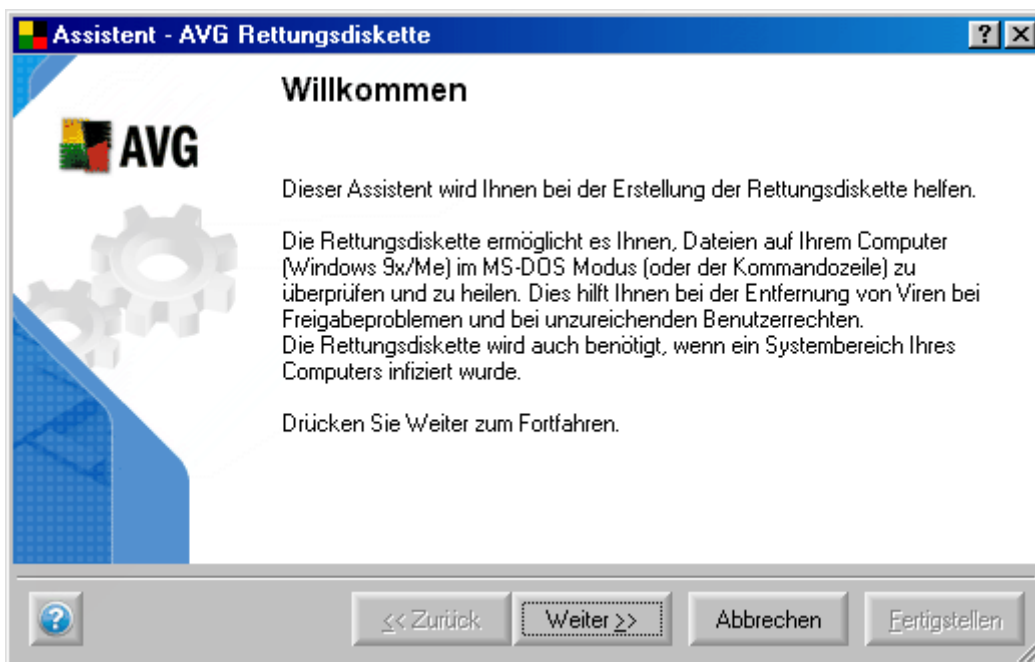 Assistent - AVG Rettungsdiskette
Willkommen
AVG
Dieser Assistent wird Ihnen bei der Erstellung der Rettungsdiskette helfen.
Die Rettungsdiskette ermöglicht es Ihnen, Dateien auf Ihrem Computer
(Windows 9x/Me) im MS-DOS Modus (oder der Kommandozeile) zu
überprüfen und zu heilen. Dies hilft Ihnen bei der Entfernung von Viren bei
Freigabeproblemen und bei unzureichenden Benutzerrechten.
Die Rettungsdiskette wird auch benötigt, wenn ein Systembereich Ihres
Computers infiziert wurde.
Drücken Sie Weiter zum Fortfahren.
<< Zurück
Weiter >>
Abbrechen
Fertigstellen